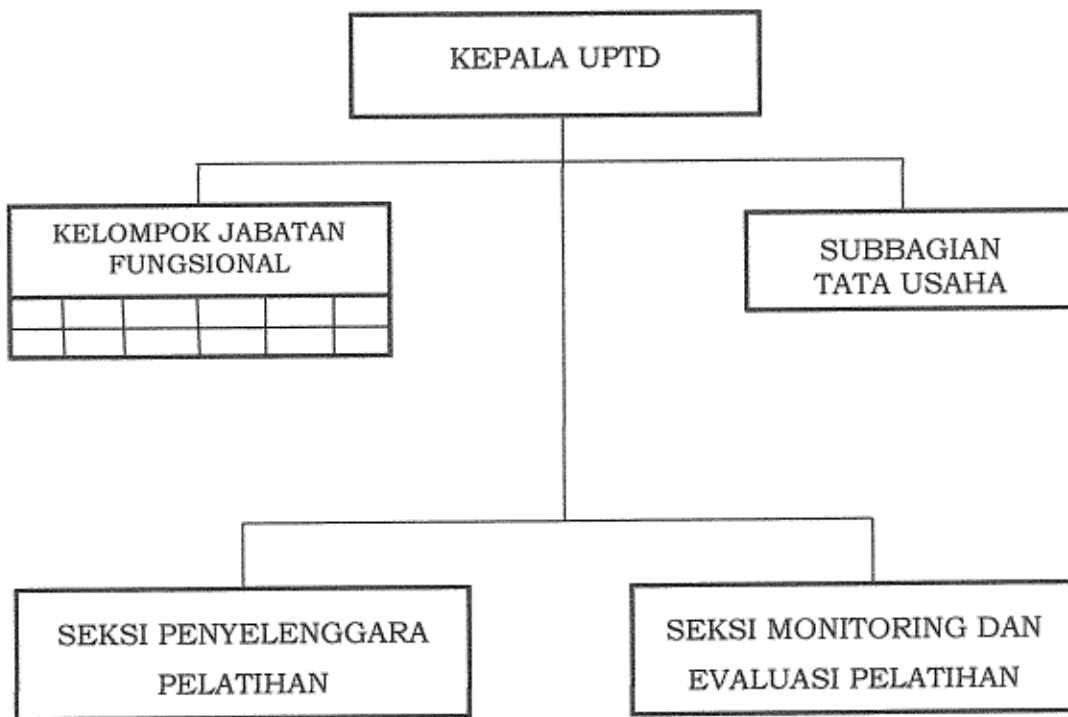 KEPALA UPTD
KELOMPOK JABATAN
FUNGSIONAL
SUBBAGIAN
TATA USAHA
SEKSI PENYELENGGARA
PELATIHAN
SEKSI MONITORING DAN
EVALUASI PELATIHAN